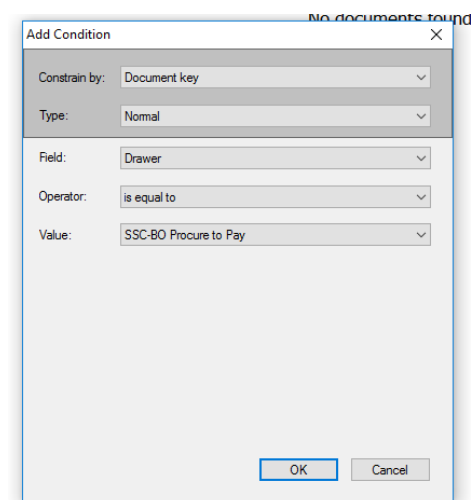 No documents found
Add Condition
Constrain by: Document key
Type: Normal
Field: Drawer
Operator: is equal to
Value: SSC-BO Procure to Pay
OK Cancel